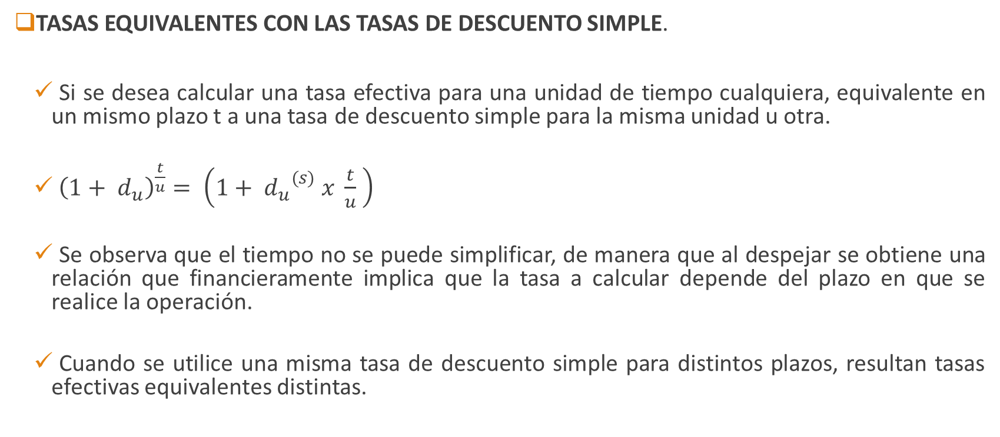 ❑TASAS EQUIVALENTES CON LAS TASAS DE DESCUENTO SIMPLE.
✓ Si se desea calcular una tasa efectiva para una unidad de tiempo cualquiera, equivalente en
un mismo plazo t a una tasa de descuento simple para la misma unidad u otra.
✓ (1 + d_u)^{t/u} = (1 + d_u^{(s)} x t/u)
✓ Se observa que el tiempo no se puede simplificar, de manera que al despejar se obtiene una
relación que financieramente implica que la tasa a calcular depende del plazo en que se
realice la operación.
✓ Cuando se utilice una misma tasa de descuento simple para distintos plazos, resultan tasas
efectivas equivalentes distintas.